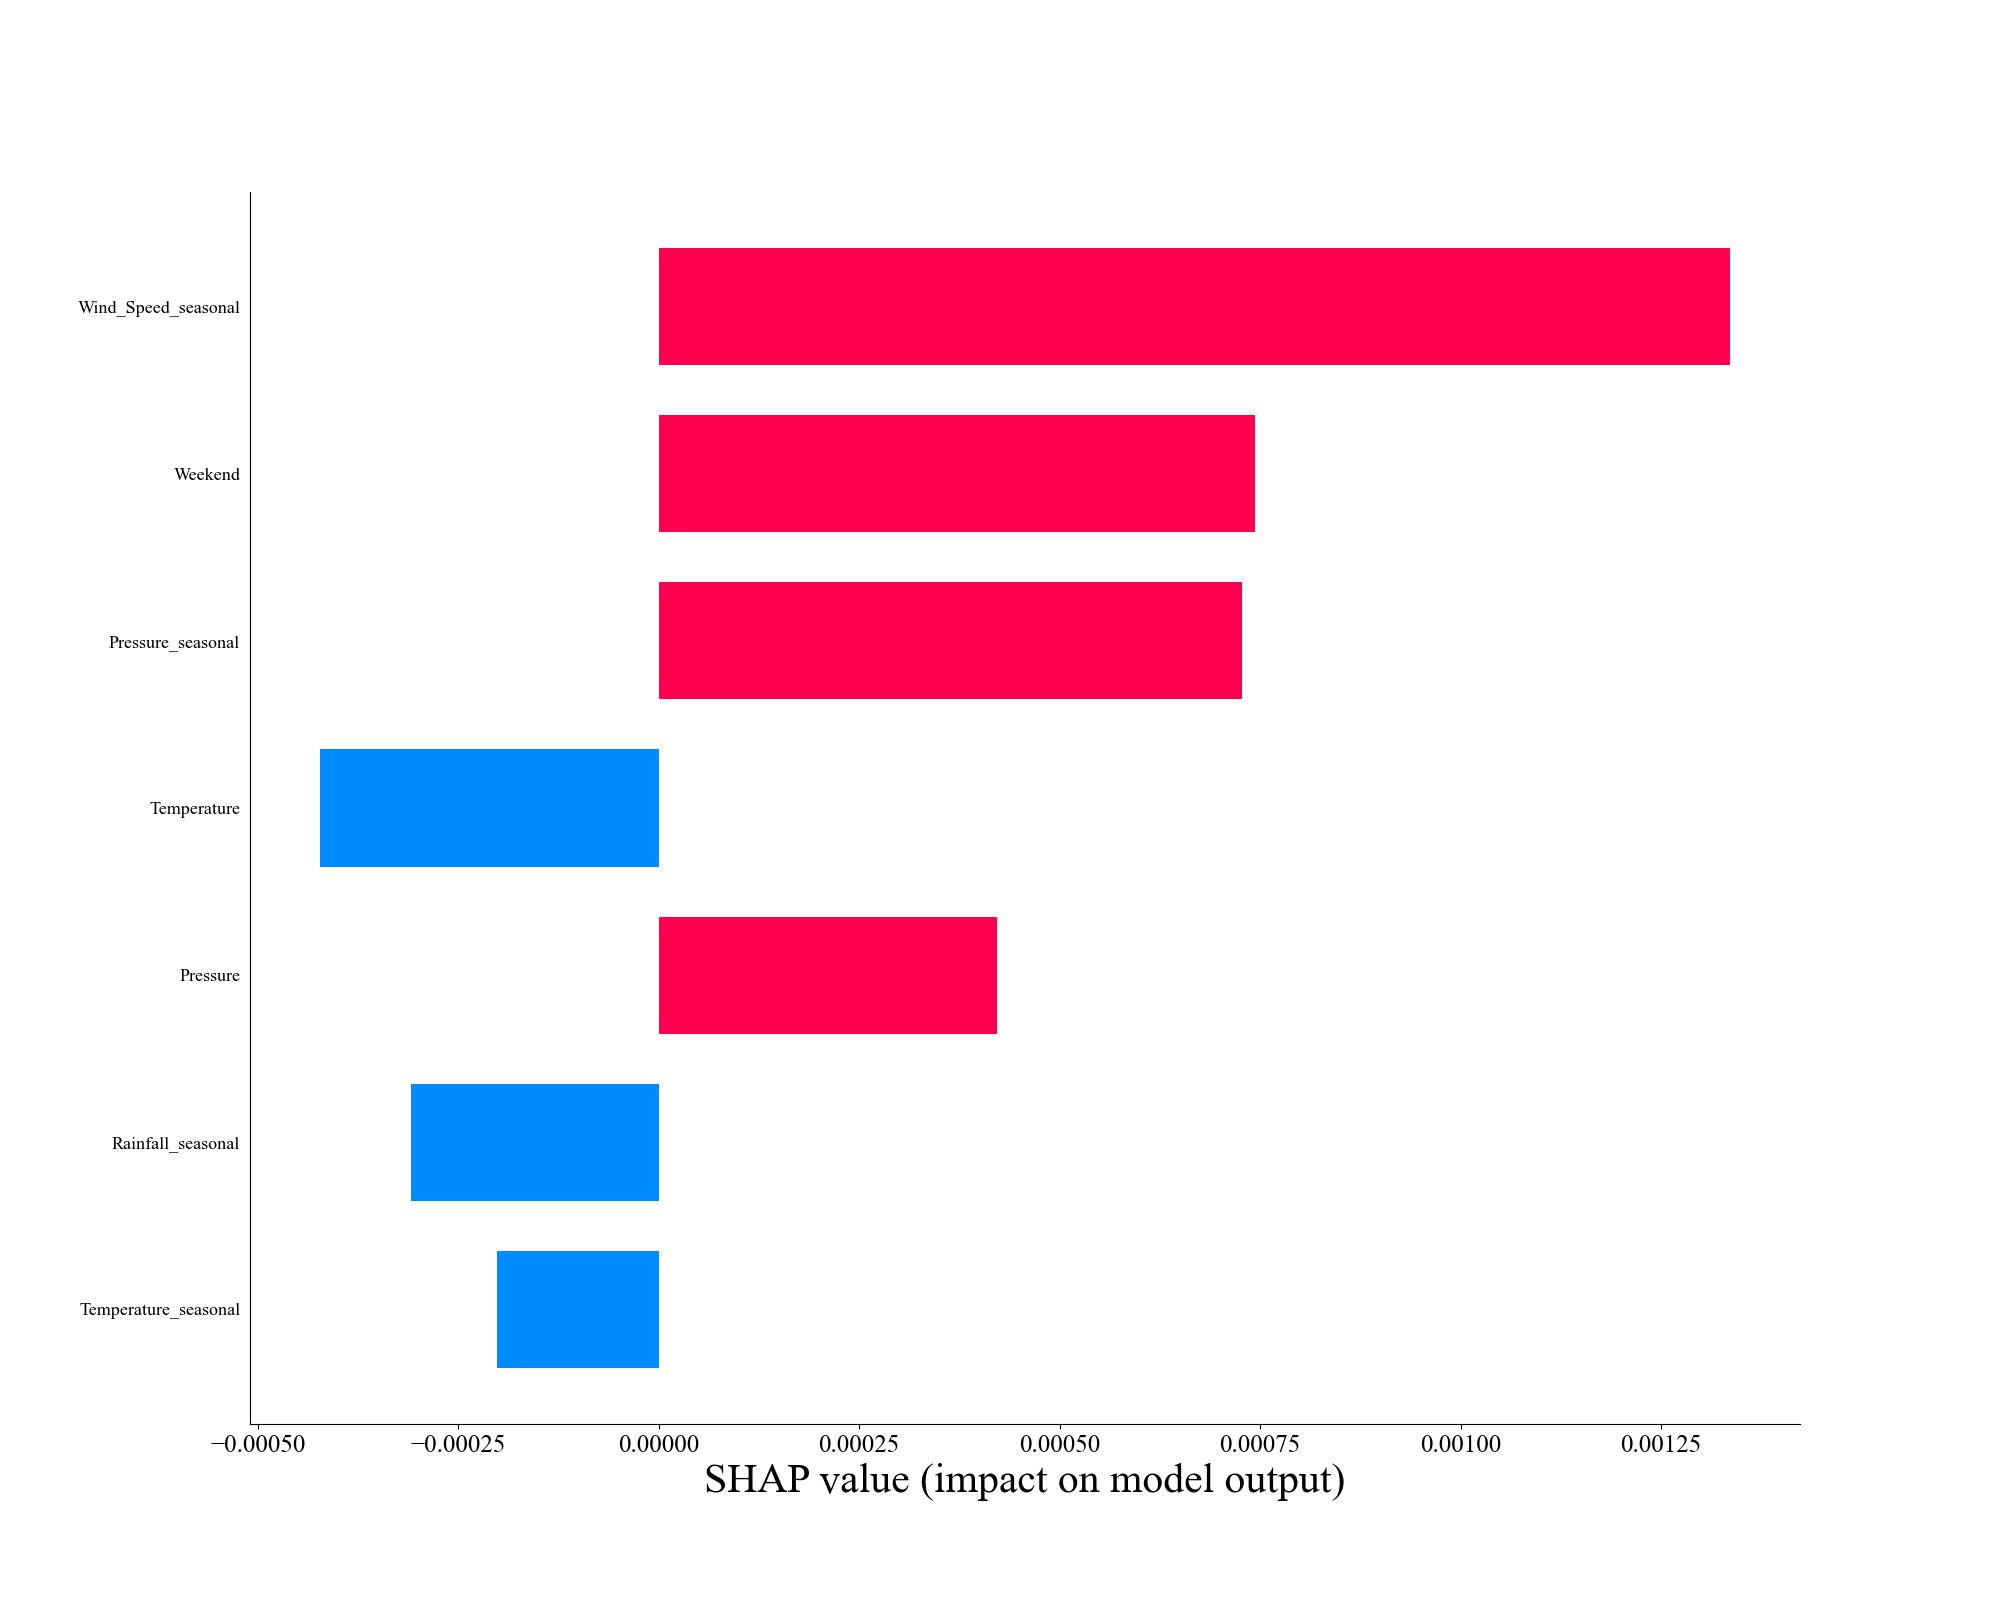 Wind_Speed_seasonal
Weekend
Pressure_seasonal
Temperature
Pressure
Rainfall_seasonal
Temperature_seasonal
−0.00050 −0.00025 0.00000 0.00025 0.00050 0.00075 0.00100 0.00125
SHAP value (impact on model output)